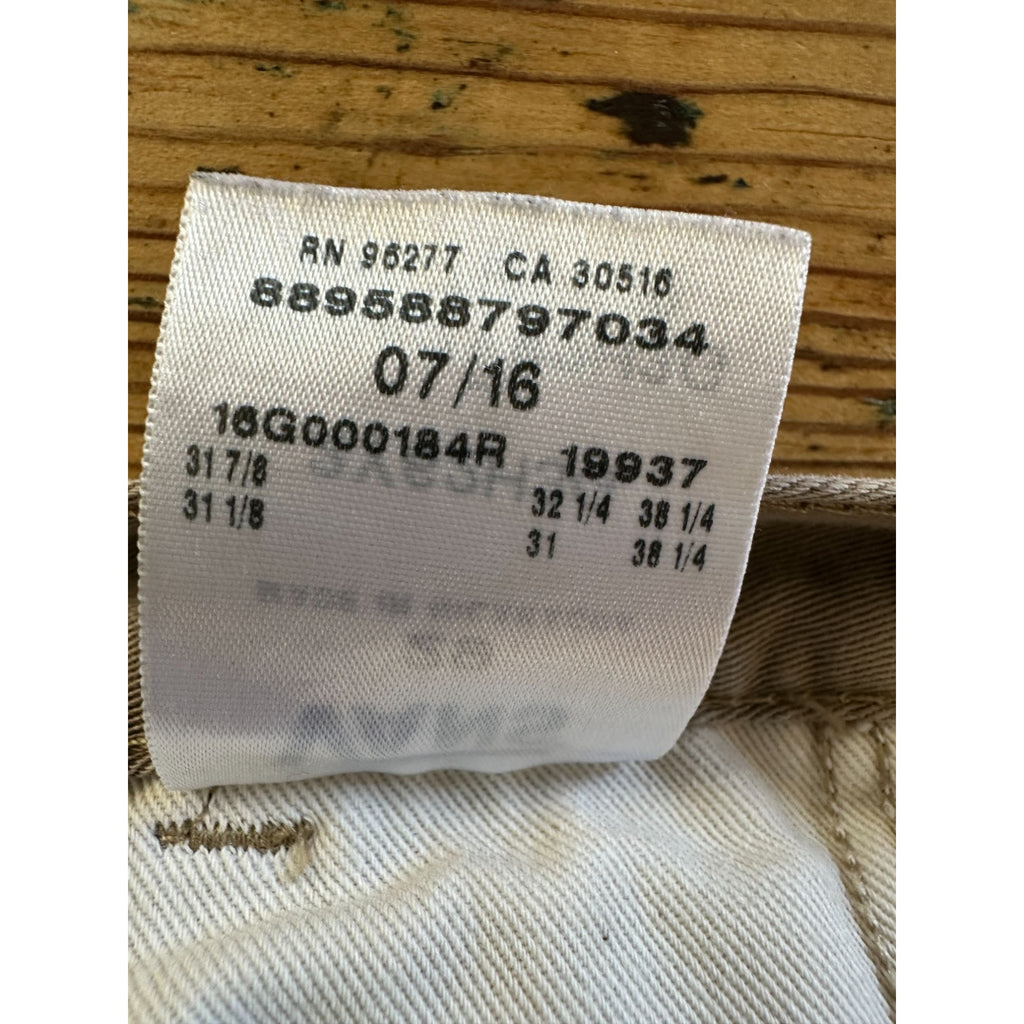 RN 96277 CA 30516
889588797034
07/16
16G000184R 19937
31 7/8
31 1/8
32 1/4 38 1/4
31 38 1/4